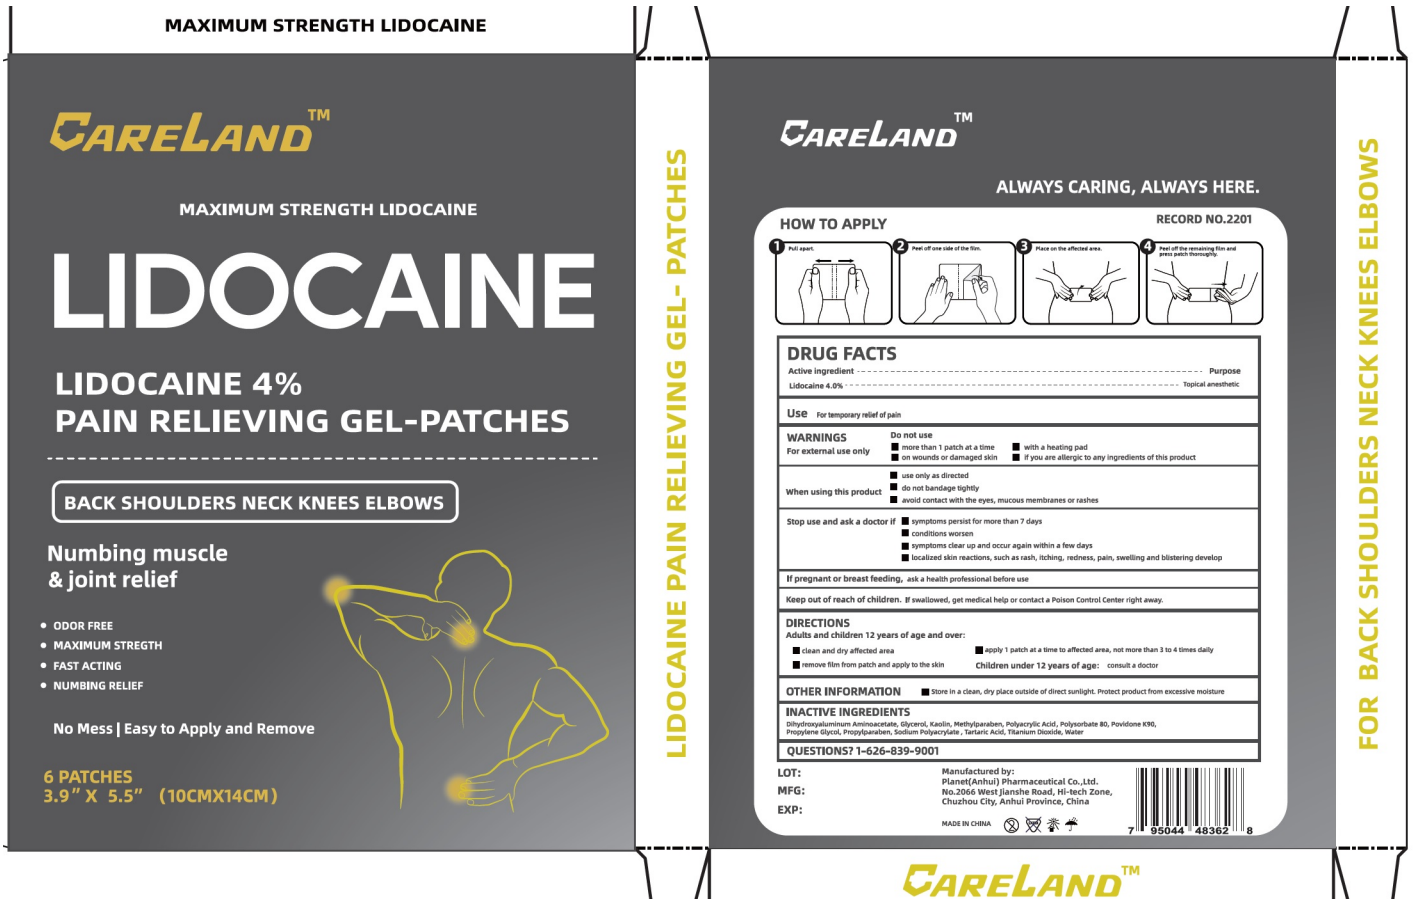 MAXIMUM STRENGTH LIDOCAINE
CARELAND™
MAXIMUM STRENGTH LIDOCAINE
LIDOCAINE
LIDOCAINE 4%
PAIN RELIEVING GEL-PATCHES
BACK SHOULDERS NECK KNEES ELBOWS
Numbing muscle
& joint relief
• ODOR FREE
• MAXIMUM STREGTH
• FAST ACTING
• NUMBING RELIEF
No Mess | Easy to Apply and Remove
6 PATCHES
3.9" X 5.5" (10CMX14CM)
LIDOCAINE PAIN RELIEVING GEL- PATCHES
CARELAND™
ALWAYS CARING, ALWAYS HERE.
HOW TO APPLY
RECORD NO.2201
1 Pull apart.
2 Peel off one side of the film.
3 Place on the affected area.
4 Peel off the remaining film and
press patch thoroughly.
DRUG FACTS
Active ingredient Purpose
Lidocaine 4.0% Topical anesthetic
Use For temporary relief of pain
WARNINGS
For external use only
Do not use
■ more than 1 patch at a time ■ with a heating pad
■ on wounds or damaged skin ■ if you are allergic to any ingredients of this product
When using this product
■ use only as directed
■ do not bandage tightly
■ avoid contact with the eyes, mucous membranes or rashes
Stop use and ask a doctor if ■ symptoms persist for more than 7 days
■ conditions worsen
■ symptoms clear up and occur again within a few days
■ localized skin reactions, such as rash, itching, redness, pain, swelling and blistering develop
If pregnant or breast feeding, ask a health professional before use
Keep out of reach of children. If swallowed, get medical help or contact a Poison Control Center right away.
DIRECTIONS
Adults and children 12 years of age and over:
■ clean and dry affected area ■ apply 1 patch at a time to affected area, not more than 3 to 4 times daily
■ remove film from patch and apply to the skin Children under 12 years of age: consult a doctor
OTHER INFORMATION ■ Store in a clean, dry place outside of direct sunlight. Protect product from excessive moisture
INACTIVE INGREDIENTS
Dihydroxyaluminum Aminoacetate, Glycerol, Kaolin, Methylparaben, Polyacrylic Acid, Polysorbate 80, Povidone K90,
Propylene Glycol, Propylparaben, Sodium Polyacrylate , Tartaric Acid, Titanium Dioxide, Water
QUESTIONS? 1-626-839-9001
LOT:
MFG:
EXP:
Manufactured by:
Planet(Anhui) Pharmaceutical Co.,Ltd.
No.2066 West Jianshe Road, Hi-tech Zone,
Chuzhou City, Anhui Province, China
MADE IN CHINA
7 95044 48362 8
CARELAND™
FOR BACK SHOULDERS NECK KNEES ELBOWS